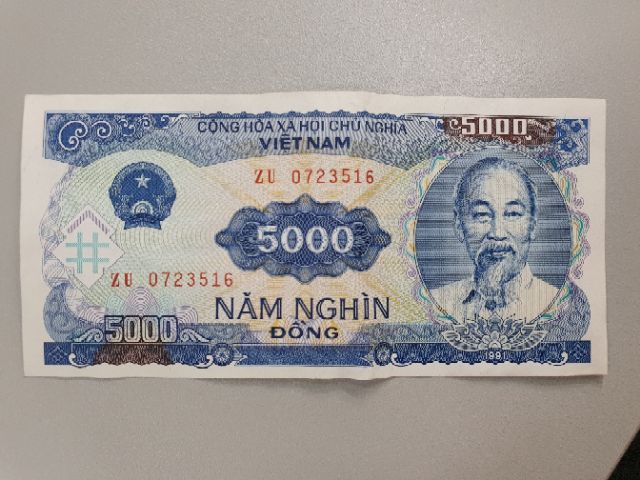 CỘNG HÒA XÃ HỘI CHỦ NGHĨA
VIỆT NAM
5000
ZU 0723516
5000
ZU 0723516
NĂM NGHÌN
ĐỒNG
5000
1991